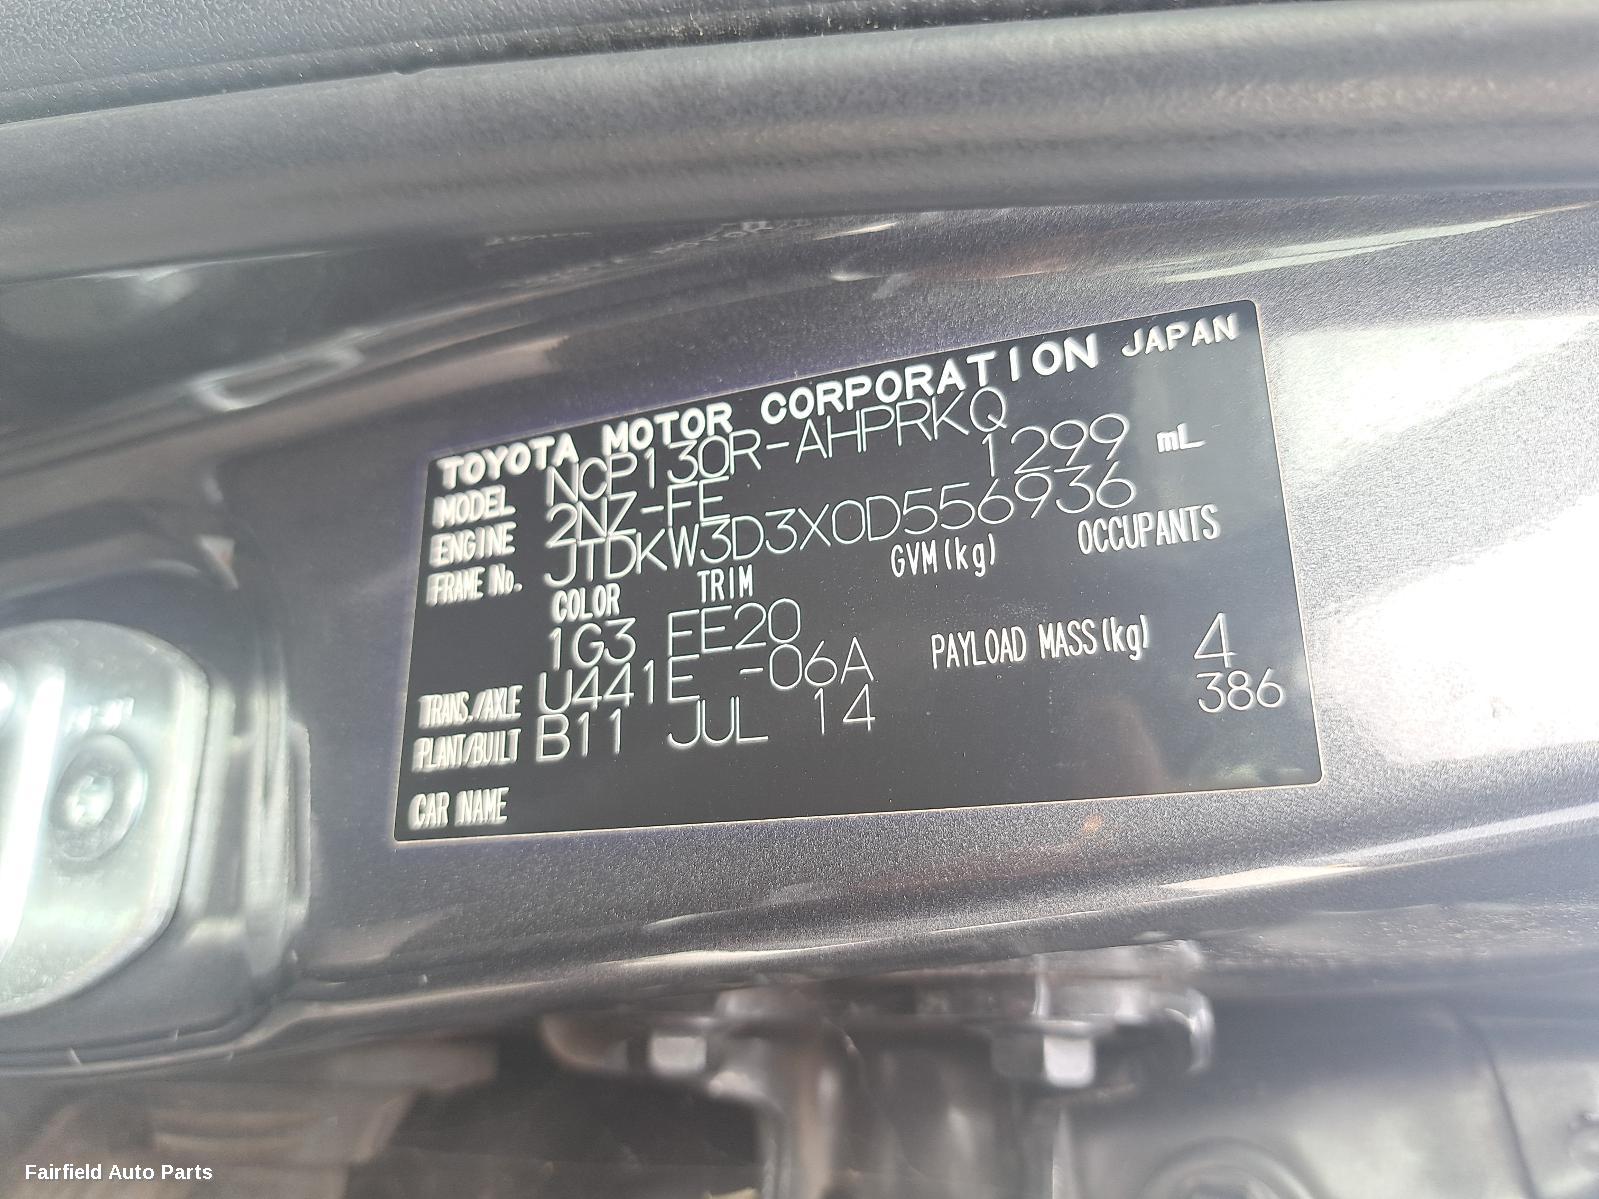 TOYOTA MOTOR CORPORATION JAPAN
MODEL NCP130R-AHPRKQ
ENGINE 2NZ-FE 1299 mL
FRAME No. JTDKW3D3X0D556936
COLOR TRIM GVM(kg) OCCUPANTS
1G3 EE20 4
TRANS./AXLE U441E -06A PAYLOAD MASS(kg) 386
PLANT/BUILT B11 JUL 14
CAR NAME
Fairfield Auto Parts